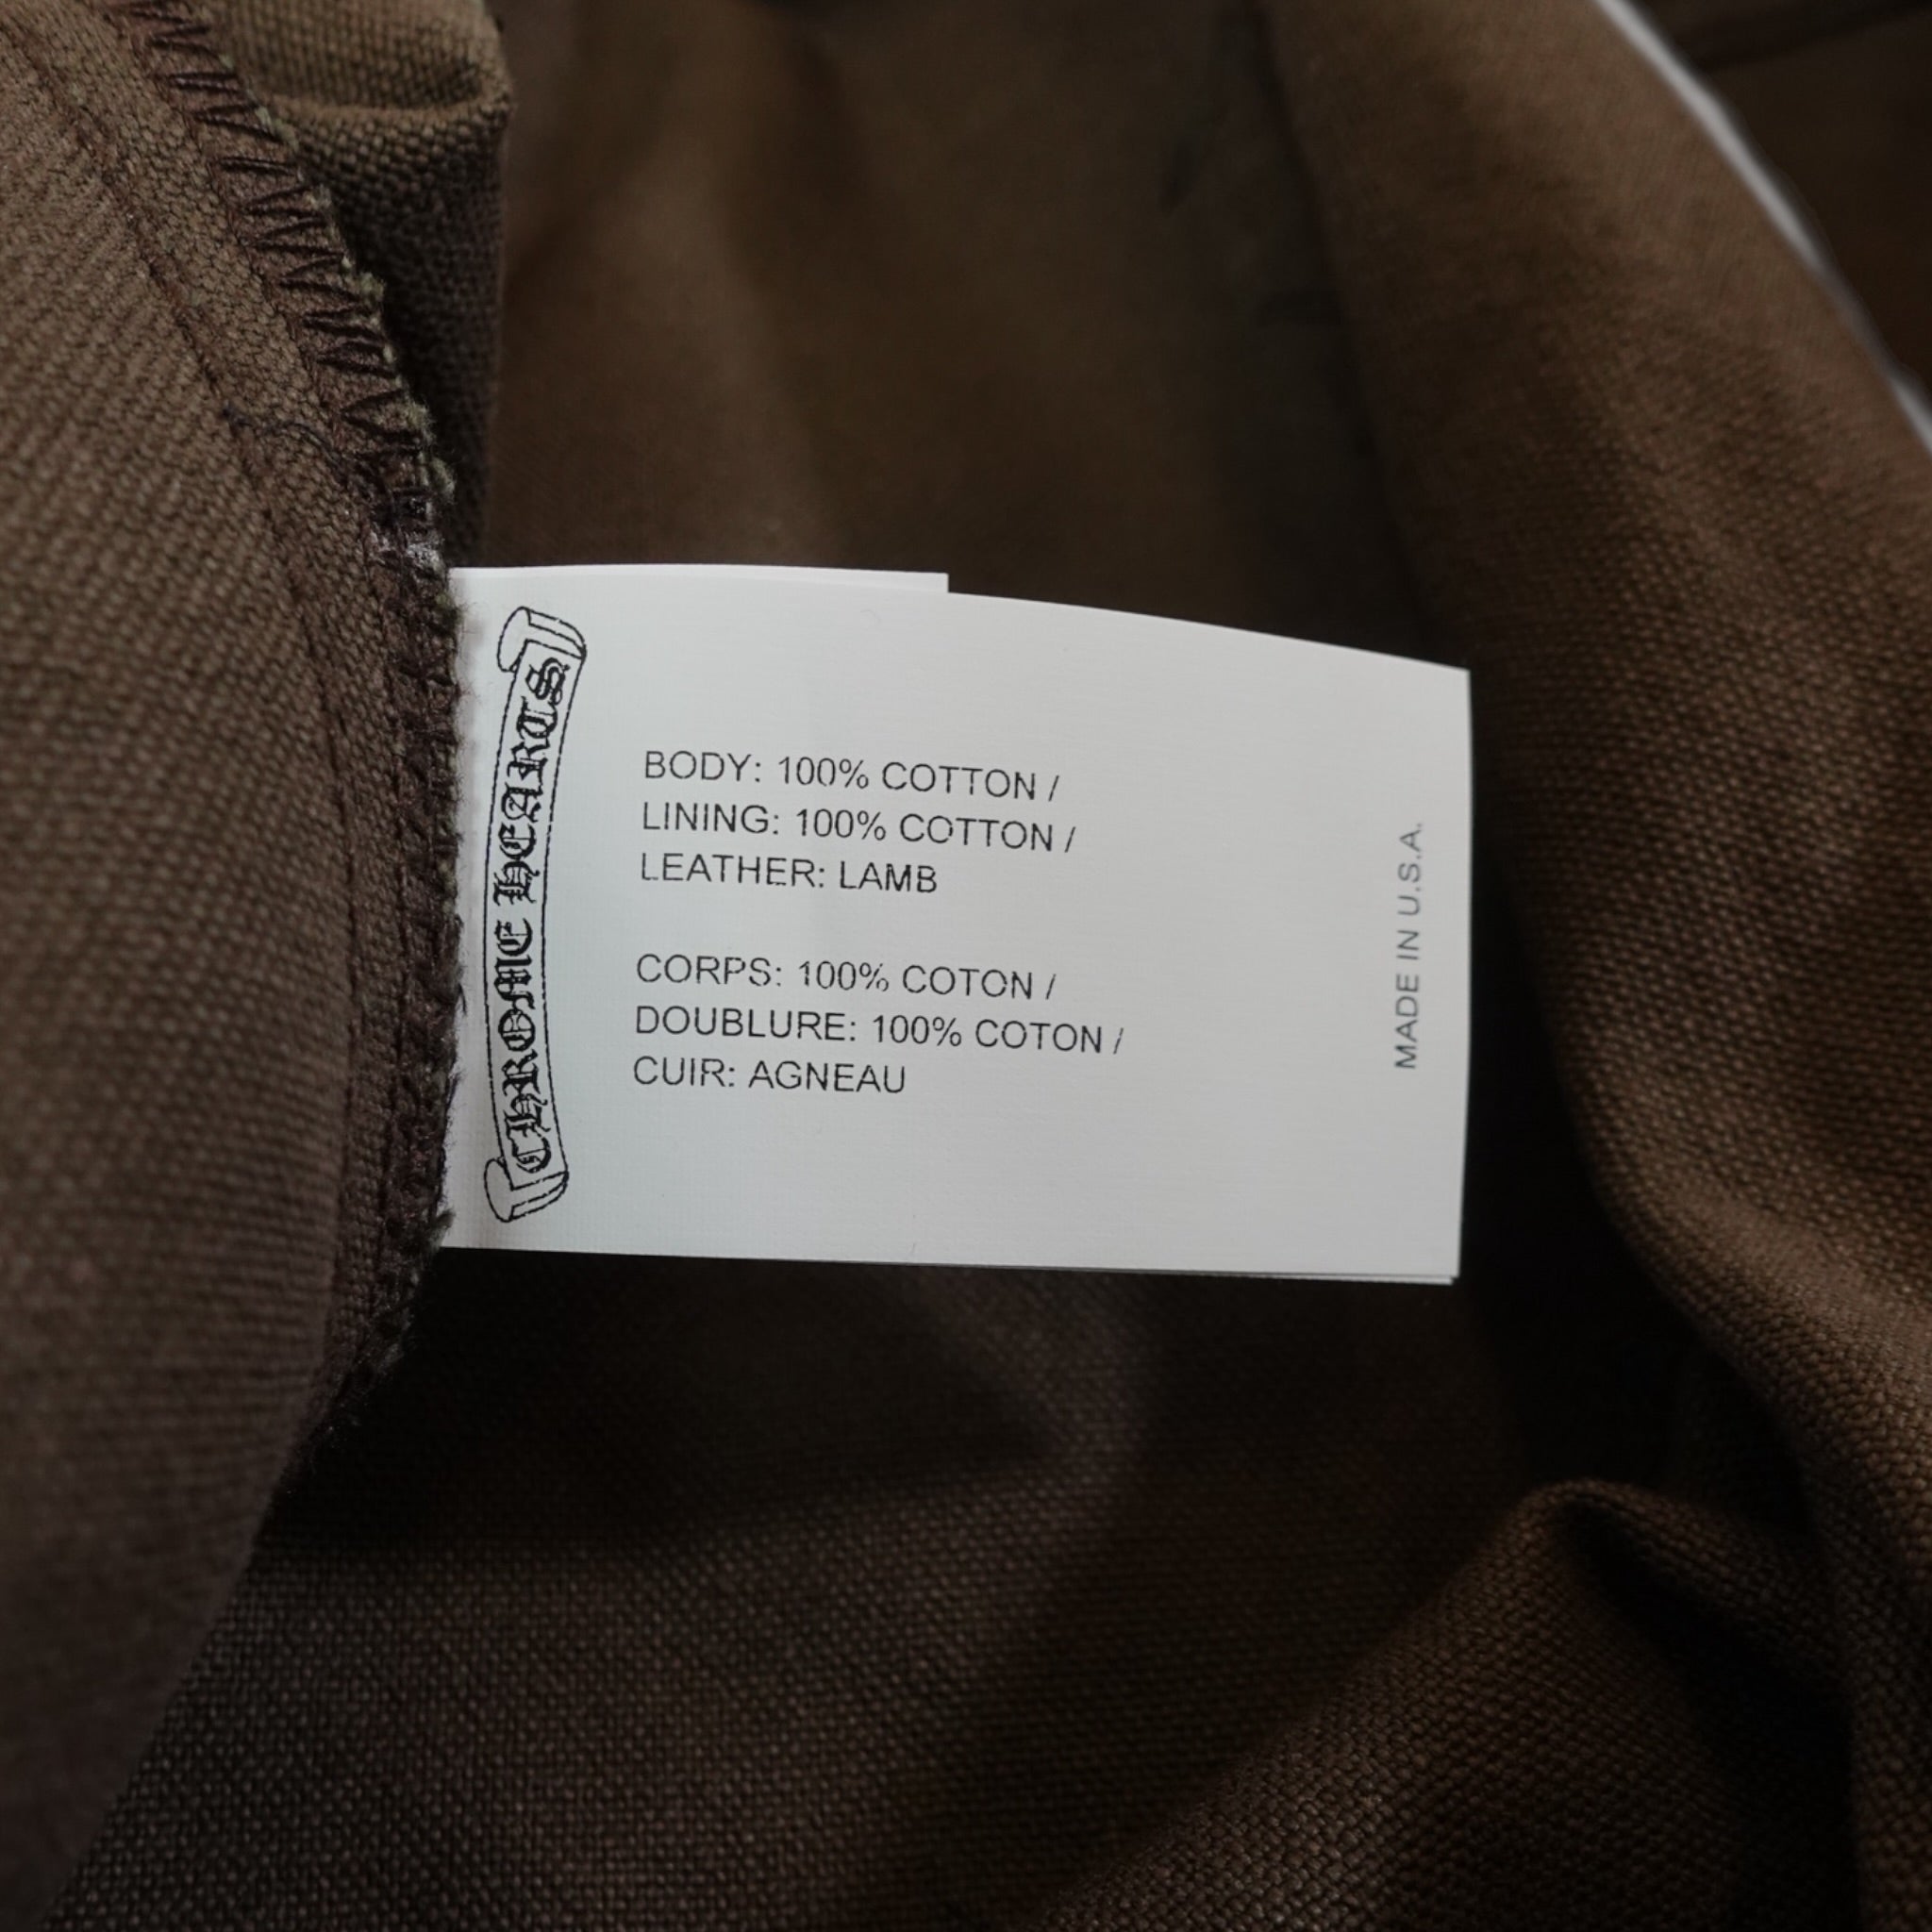 CHROME HEARTS
BODY: 100% COTTON /
LINING: 100% COTTON /
LEATHER: LAMB
CORPS: 100% COTON /
DOUBLURE: 100% COTON /
CUIR: AGNEAU
MADE IN U.S.A.